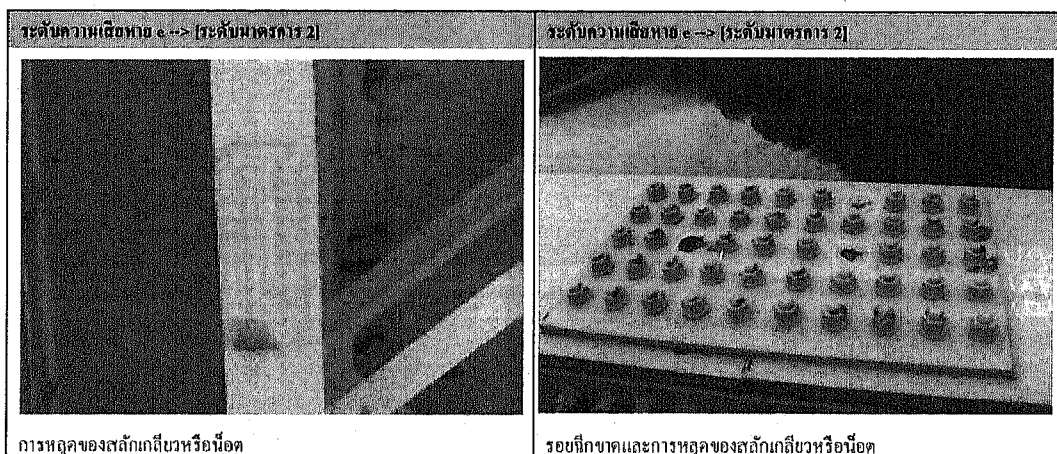 ระดับความเสียหาย e --> [ระดับมาตรการ 2]
ระดับความเสียหาย e --> [ระดับมาตรการ 2]
การหลุดของสลักเกลียวหรือน็อต
รอยฉีกขาดและการหลุดของสลักเกลียวหรือน็อต